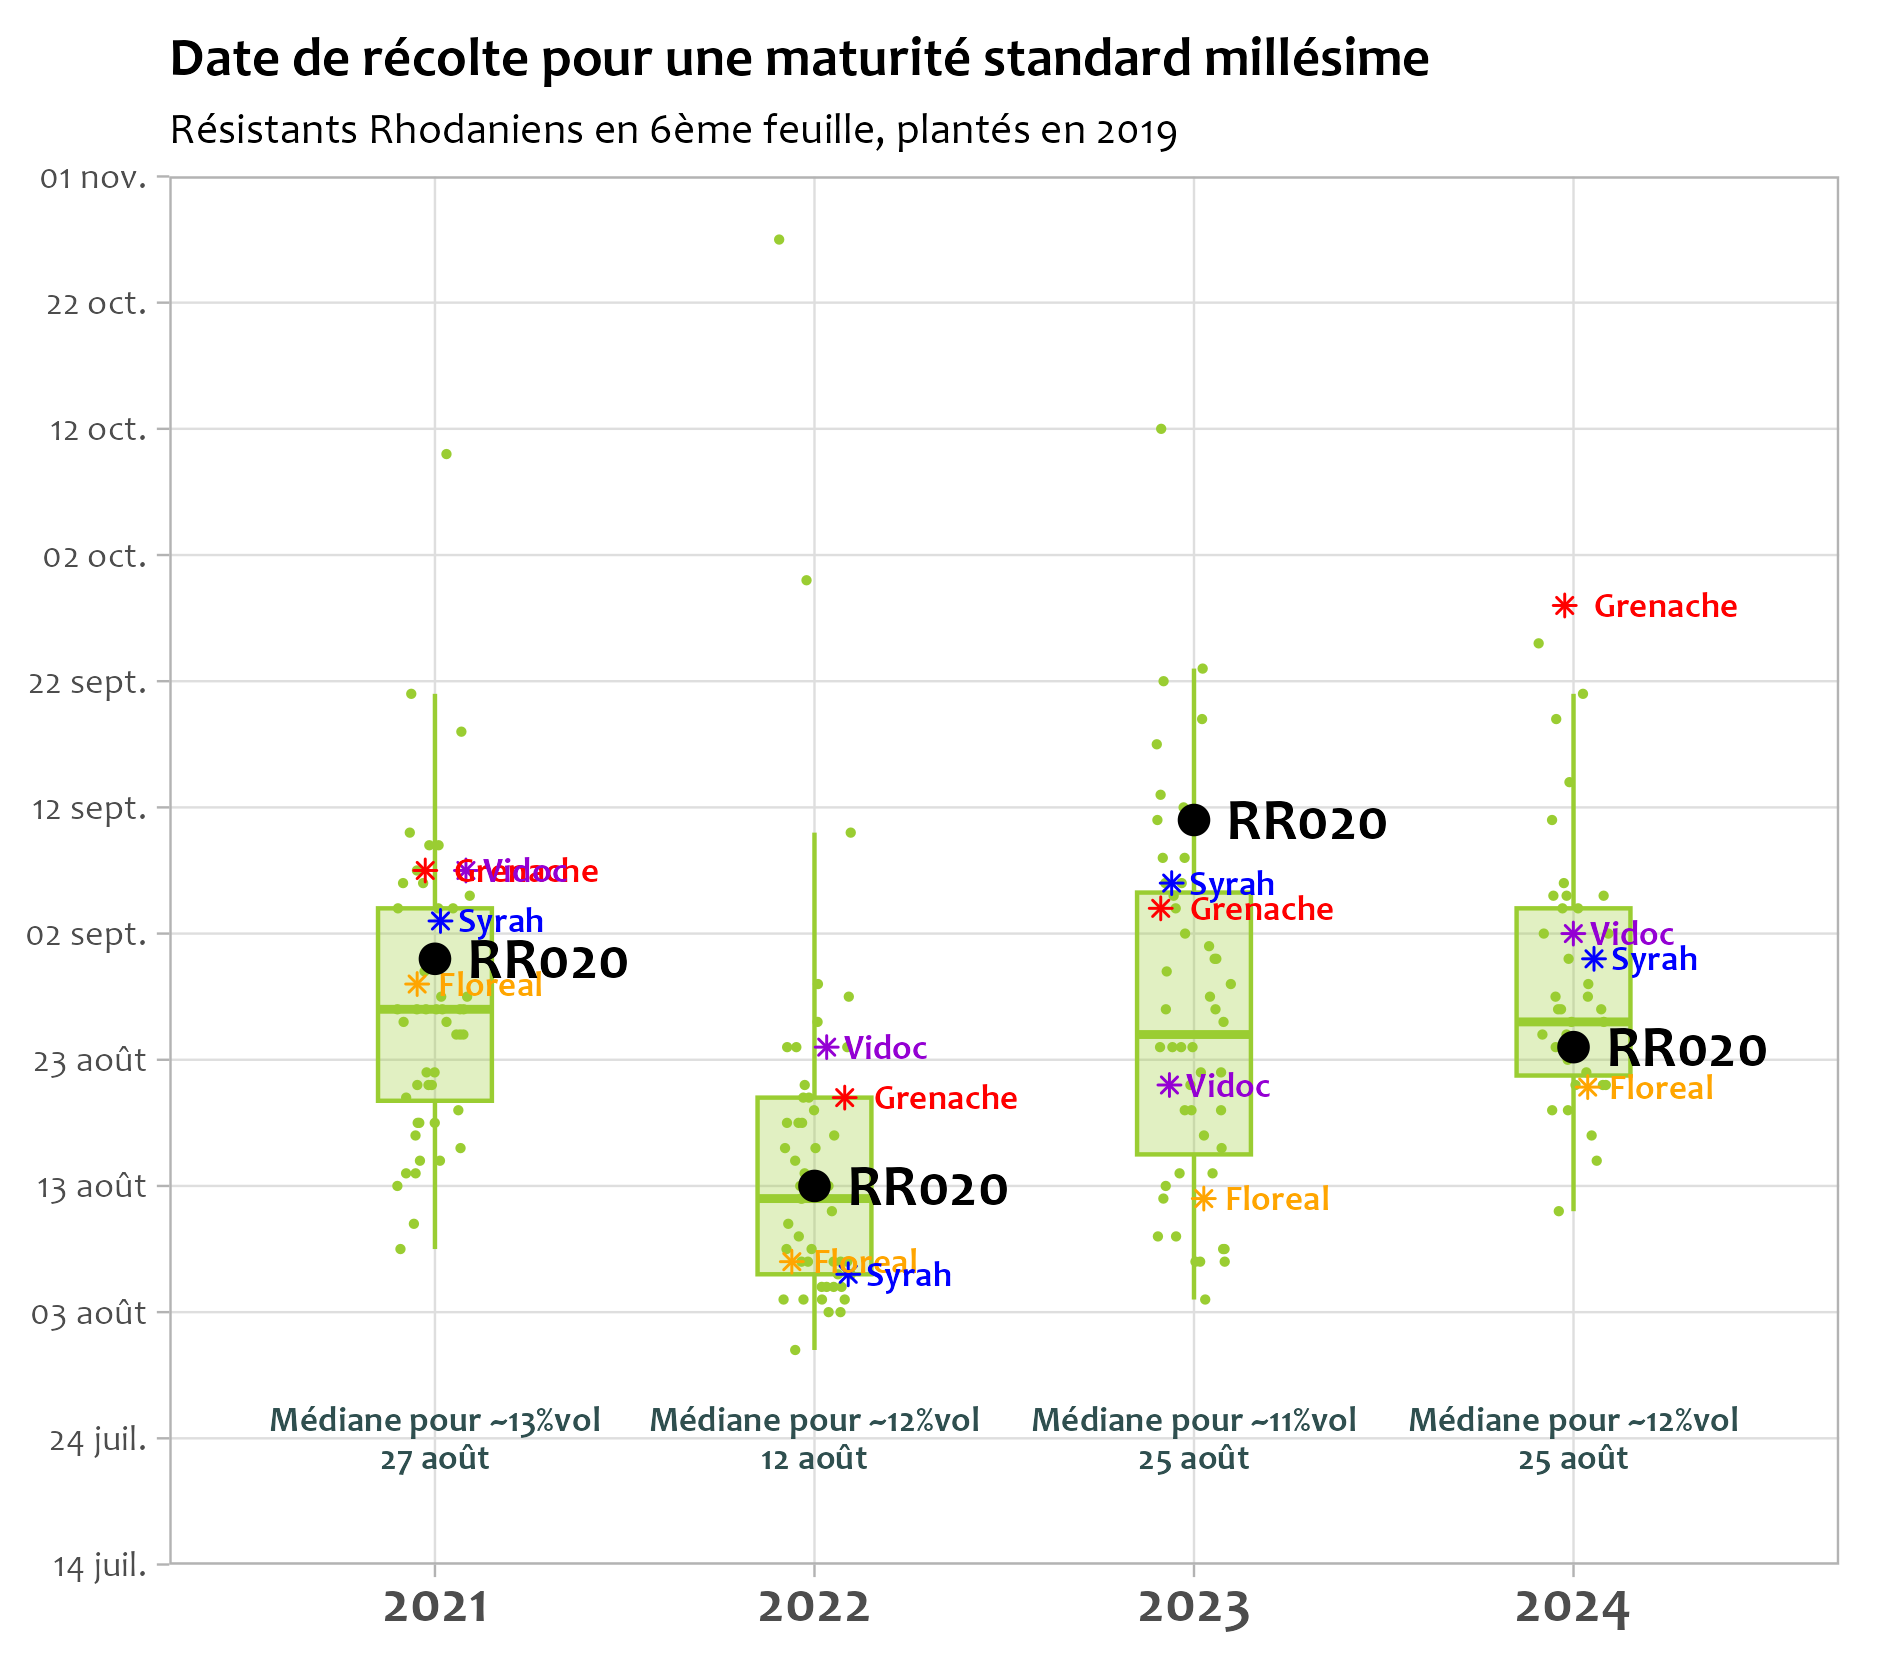 Date de récolte pour une maturité standard millésime
Résistants Rhodaniens en 6ème feuille, plantés en 2019
01 nov.
22 oct.
12 oct.
02 oct.
22 sept.
12 sept.
02 sept.
23 août
13 août
03 août
24 juil.
14 juil.
Grenache
Vidoc
Syrah
RR020
Floreal
Vidoc
Grenache
RR020
Floreal
Syrah
RR020
Syrah
Grenache
Vidoc
Floreal
Grenache
Vidoc
Syrah
RR020
Floreal
Médiane pour ~13%vol
27 août
Médiane pour ~12%vol
12 août
Médiane pour ~11%vol
25 août
Médiane pour ~12%vol
25 août
2021
2022
2023
2024